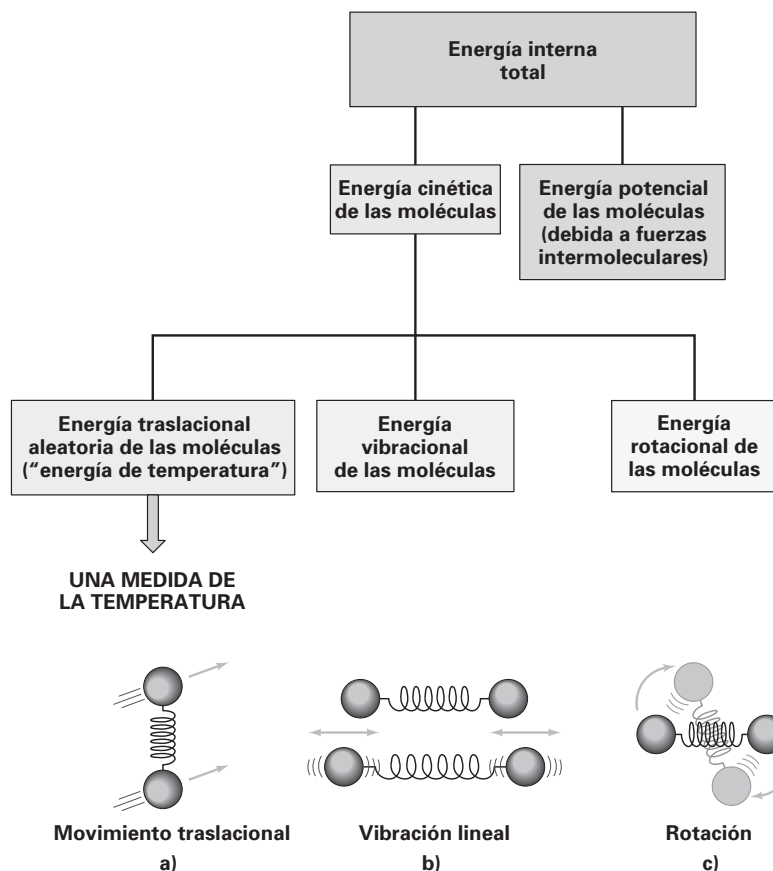 Energía interna
total
Energía cinética
de las moléculas
Energía potencial
de las moléculas
(debida a fuerzas
intermoleculares)
Energía traslacional
aleatoria de las moléculas
(“energía de temperatura”)
Energía
vibracional
de las moléculas
Energía
rotacional de
las moléculas
UNA MEDIDA DE
LA TEMPERATURA
Movimiento traslacional
a)
Vibración lineal
b)
Rotación
c)